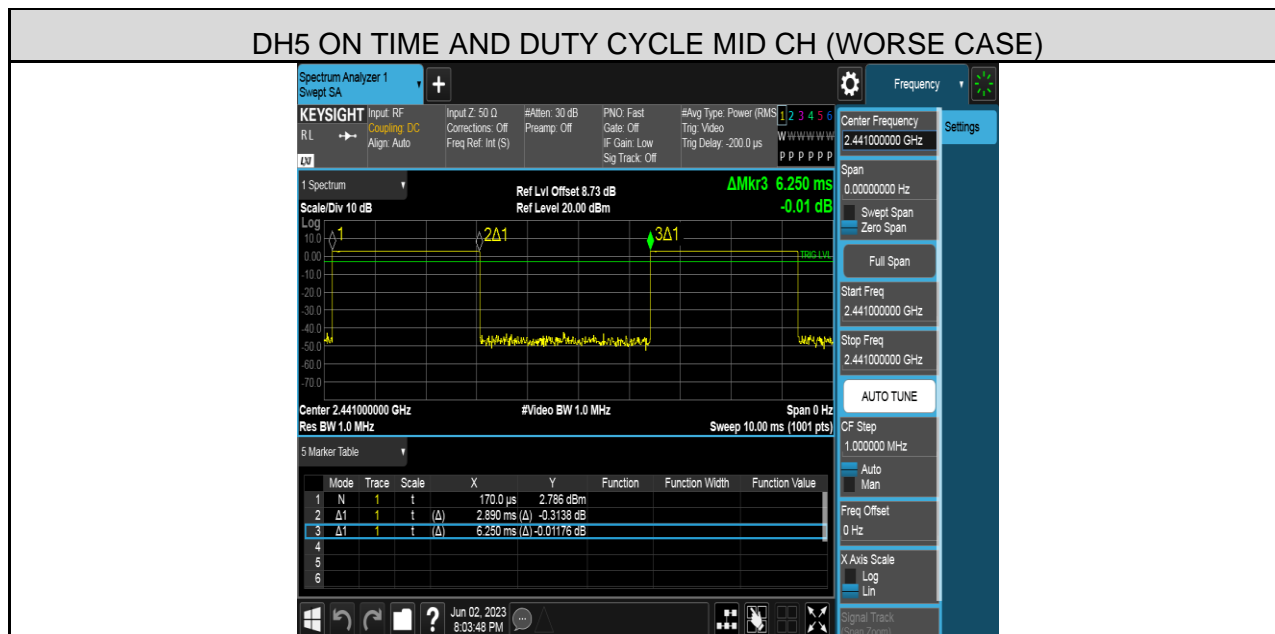 DH5 ON TIME AND DUTY CYCLE MID CH (WORSE CASE)
Spectrum Analyzer 1
Swept SA
+
Frequency
KEYSIGHT
RL
LXI
Input: RF
Coupling: DC
Align: Auto
Input Z: 50 Ω
Corrections: Off
Freq Ref: Int (S)
#Atten: 30 dB
Preamp: Off
PNO: Fast
Gate: Off
IF Gain: Low
Sig Track: Off
#Avg Type: Power (RMS
Trig: Video
Trig Delay: -200.0 µs
1 2 3 4 5 6
W W W W W W
P P P P P P
Center Frequency
2.441000000 GHz
Settings
Span
0.00000000 Hz
Swept Span
Zero Span
Full Span
Start Freq
2.441000000 GHz
Stop Freq
2.441000000 GHz
AUTO TUNE
CF Step
1.000000 MHz
Auto
Man
Freq Offset
0 Hz
X Axis Scale
Log
Lin
Signal Track
(Span Zoom)
1 Spectrum
Scale/Div 10 dB
Ref Lvl Offset 8.73 dB
Ref Level 20.00 dBm
ΔMkr3 6.250 ms
-0.01 dB
Log
10.0
0.00
-10.0
-20.0
-30.0
-40.0
-50.0
-60.0
-70.0
1
2Δ1
3Δ1
TRIG LVL
Center 2.441000000 GHz
#Video BW 1.0 MHz
Span 0 Hz
Res BW 1.0 MHz
Sweep 10.00 ms (1001 pts)
5 Marker Table
Mode Trace Scale X Y Function Function Width Function Value
1 N 1 t 170.0 µs 2.786 dBm
2 Δ1 1 t (Δ) 2.890 ms (Δ) -0.3138 dB
3 Δ1 1 t (Δ) 6.250 ms (Δ) -0.01176 dB
4
5
6
?
Jun 02, 2023
8:03:48 PM